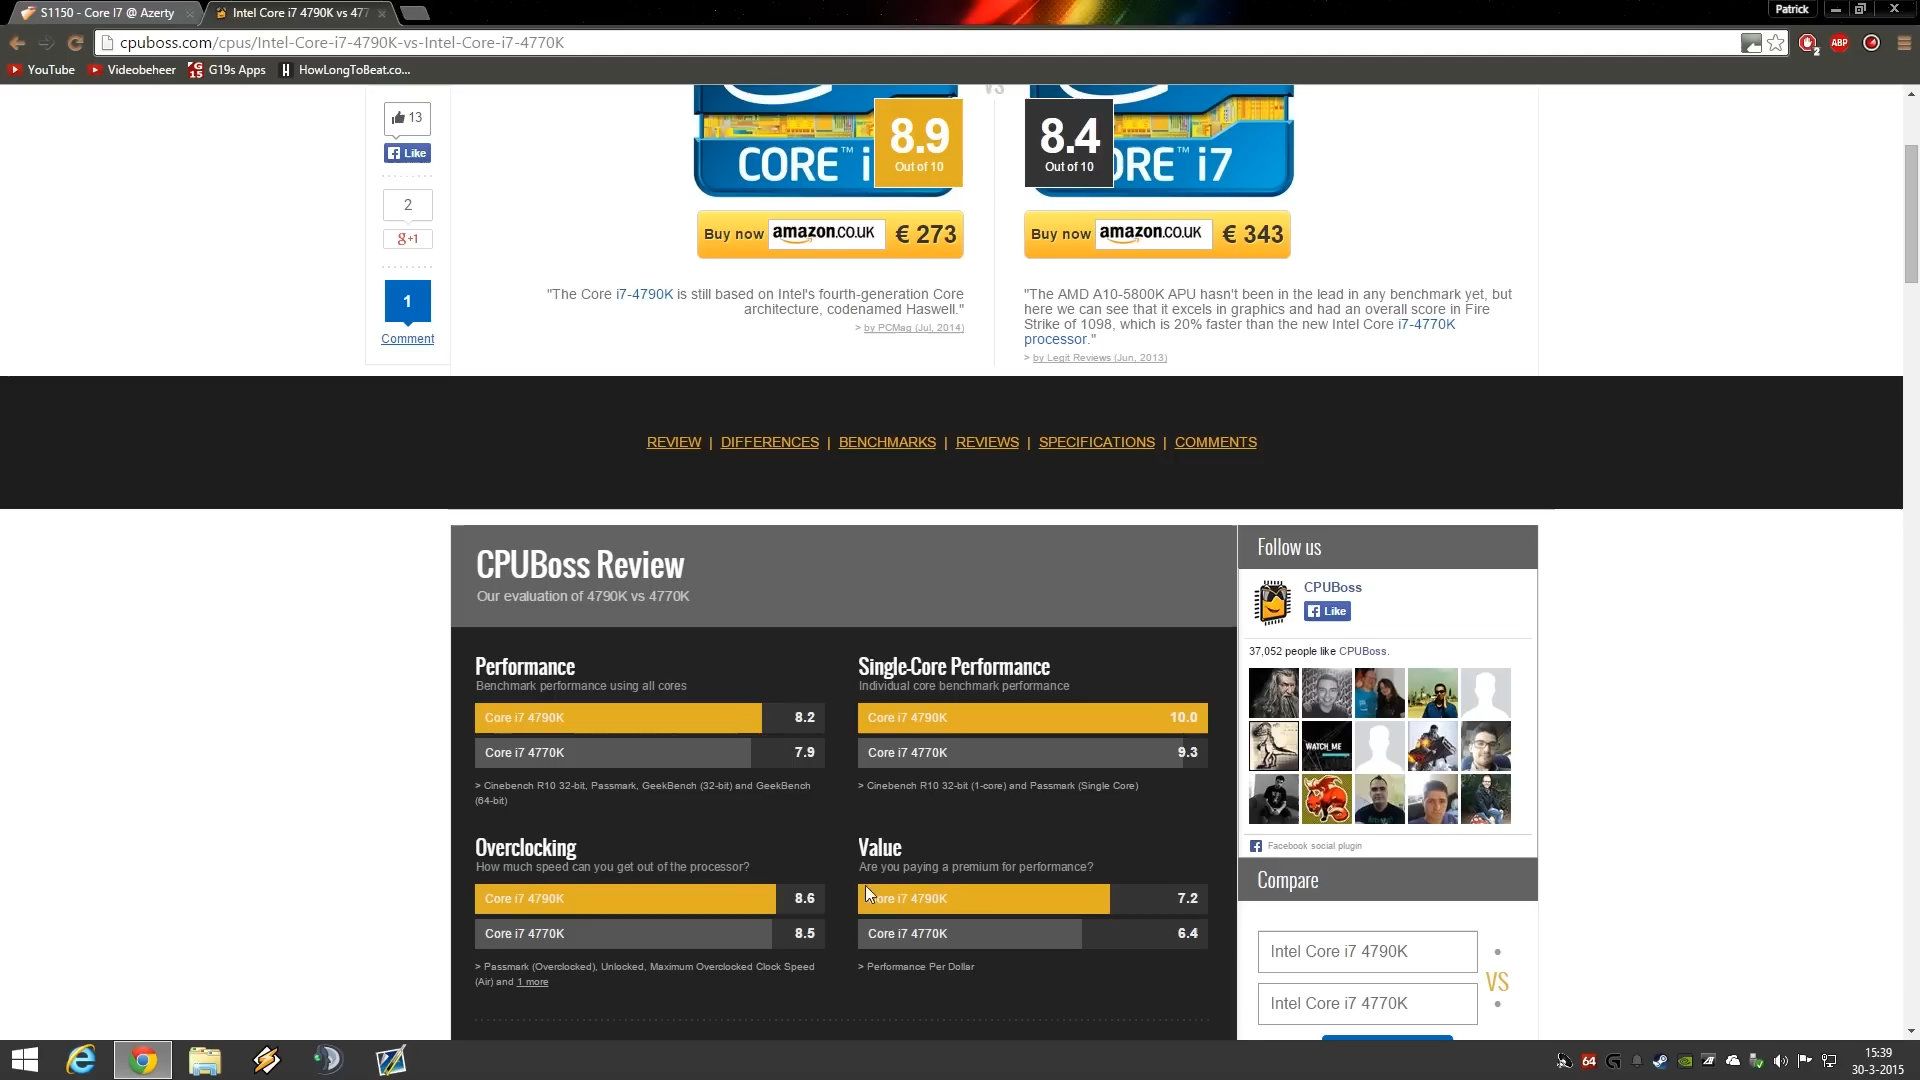 S1150 - Core I7 @ Azerty
Intel Core i7 4790K vs 477
Patrick
cpuboss.com/cpus/Intel-Core-i7-4790K-vs-Intel-Core-i7-4770K
2
ABP
YouTube
Videobeheer
G 15
G19s Apps
H
HowLongToBeat.co...
13
Like
2
g+1
1
Comment
CORE™ i
8.9
Out of 10
VS
8.4
Out of 10
ORE™ i7
Buy now amazon.co.uk € 273
Buy now amazon.co.uk € 343
"The Core i7-4790K is still based on Intel's fourth-generation Core
architecture, codenamed Haswell."
> by PCMag (Jul, 2014)
"The AMD A10-5800K APU hasn't been in the lead in any benchmark yet, but
here we can see that it excels in graphics and had an overall score in Fire
Strike of 1098, which is 20% faster than the new Intel Core i7-4770K
processor."
> by Legit Reviews (Jun, 2013)
REVIEW | DIFFERENCES | BENCHMARKS | REVIEWS | SPECIFICATIONS | COMMENTS
CPUBoss Review
Our evaluation of 4790K vs 4770K
Performance
Benchmark performance using all cores
Core i7 4790K 8.2
Core i7 4770K 7.9
> Cinebench R10 32-bit, Passmark, GeekBench (32-bit) and GeekBench
(64-bit)
Single-Core Performance
Individual core benchmark performance
Core i7 4790K 10.0
Core i7 4770K 9.3
> Cinebench R10 32-bit (1-core) and Passmark (Single Core)
Overclocking
How much speed can you get out of the processor?
Core i7 4790K 8.6
Core i7 4770K 8.5
> Passmark (Overclocked), Unlocked, Maximum Overclocked Clock Speed
(Air) and 1 more
Value
Are you paying a premium for performance?
ore i7 4790K 7.2
Core i7 4770K 6.4
> Performance Per Dollar
Follow us
CPUBoss
Like
37,052 people like CPUBoss.
WATCH_ME
Facebook social plugin
Compare
Intel Core i7 4790K
VS
Intel Core i7 4770K
64
15:39
30-3-2015